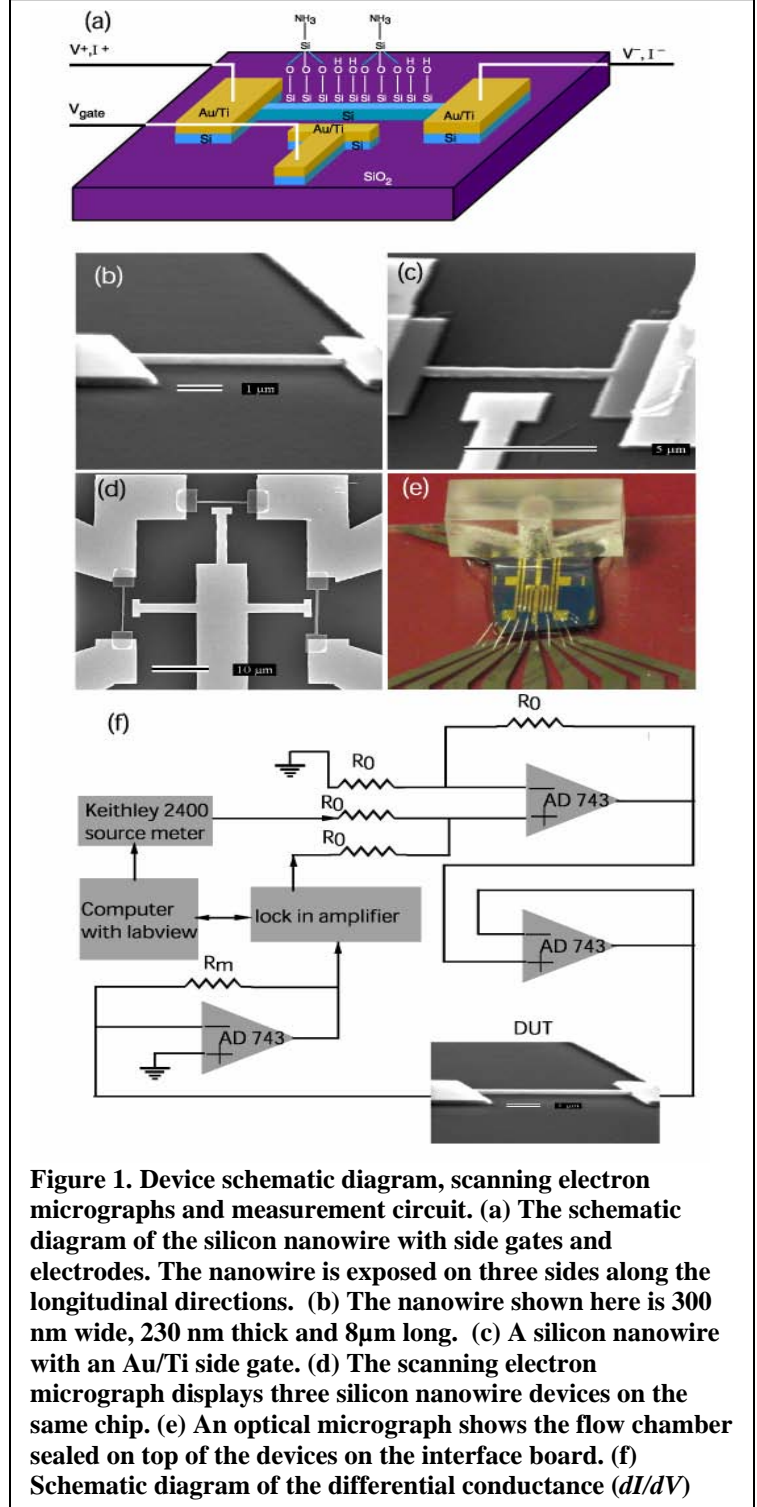 (a)
NH3 NH3
Si Si
V+,I+
V−, I−
O O O H H O O O H H
O O
Si Si Si Si Si Si Si Si Si
Au/Ti
Si
Au/Ti
Vgate
Au/Ti
Si
Si
Si
SiO2
(b)
1 µm
(c)
5 µm
(d)
10 µm
(e)
(f)
R0
R0
Keithley 2400
source meter
R0
R0
AD 743
Computer
with labview
lock in amplifier
AD 743
Rm
AD 743
DUT
Figure 1. Device schematic diagram, scanning electron
micrographs and measurement circuit. (a) The schematic
diagram of the silicon nanowire with side gates and
electrodes. The nanowire is exposed on three sides along the
longitudinal directions. (b) The nanowire shown here is 300
nm wide, 230 nm thick and 8µm long. (c) A silicon nanowire
with an Au/Ti side gate. (d) The scanning electron
micrograph displays three silicon nanowire devices on the
same chip. (e) An optical micrograph shows the flow chamber
sealed on top of the devices on the interface board. (f)
Schematic diagram of the differential conductance (dI/dV)